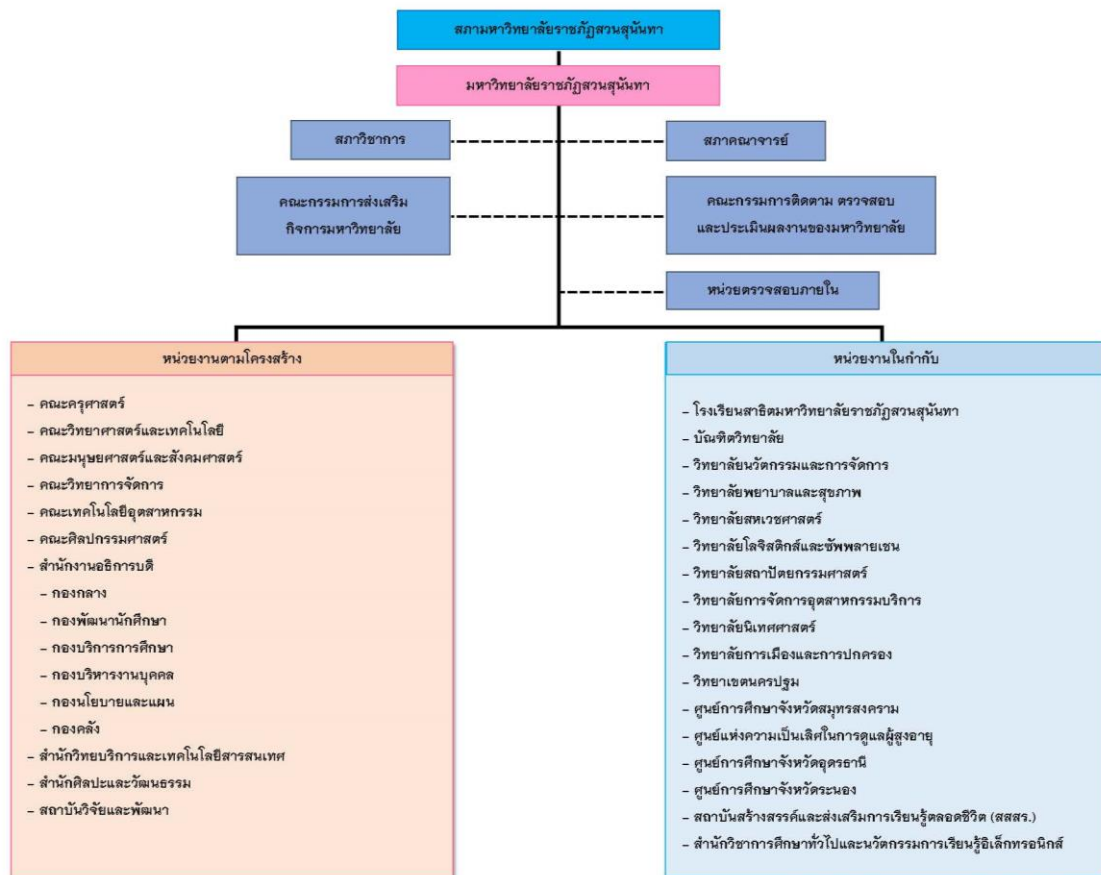 สภามหาวิทยาลัยราชภัฏสวนสุนันทา
มหาวิทยาลัยราชภัฏสวนสุนันทา
สภาวิชาการ
สภาคณาจารย์
คณะกรรมการส่งเสริม
กิจการมหาวิทยาลัย
คณะกรรมการติดตาม ตรวจสอบ
และประเมินผลงานของมหาวิทยาลัย
หน่วยตรวจสอบภายใน
หน่วยงานตามโครงสร้าง
- คณะครุศาสตร์
- คณะวิทยาศาสตร์และเทคโนโลยี
- คณะมนุษยศาสตร์และสังคมศาสตร์
- คณะวิทยาการจัดการ
- คณะเทคโนโลยีอุตสาหกรรม
- คณะศิลปกรรมศาสตร์
- สำนักงานอธิการบดี
- กองกลาง
- กองพัฒนานักศึกษา
- กองบริการการศึกษา
- กองบริหารงานบุคคล
- กองนโยบายและแผน
- กองคลัง
- สำนักวิทยบริการและเทคโนโลยีสารสนเทศ
- สำนักศิลปะและวัฒนธรรม
- สถาบันวิจัยและพัฒนา
หน่วยงานในกำกับ
- โรงเรียนสาธิตมหาวิทยาลัยราชภัฏสวนสุนันทา
- บัณฑิตวิทยาลัย
- วิทยาลัยนวัตกรรมและการจัดการ
- วิทยาลัยพยาบาลและสุขภาพ
- วิทยาลัยสหเวชศาสตร์
- วิทยาลัยโลจิสติกส์และซัพพลายเชน
- วิทยาลัยสถาปัตยกรรมศาสตร์
- วิทยาลัยการจัดการอุตสาหกรรมบริการ
- วิทยาลัยนิเทศศาสตร์
- วิทยาลัยการเมืองและการปกครอง
- วิทยาเขตนครปฐม
- ศูนย์การศึกษาจังหวัดสมุทรสงคราม
- ศูนย์แห่งความเป็นเลิศในการดูแลผู้สูงอายุ
- ศูนย์การศึกษาจังหวัดอุดรธานี
- ศูนย์การศึกษาจังหวัดระนอง
- สถาบันสร้างสรรค์และส่งเสริมการเรียนรู้ตลอดชีวิต (สสสร.)
- สำนักวิชาการศึกษาทั่วไปและนวัตกรรมการเรียนรู้อิเล็กทรอนิกส์